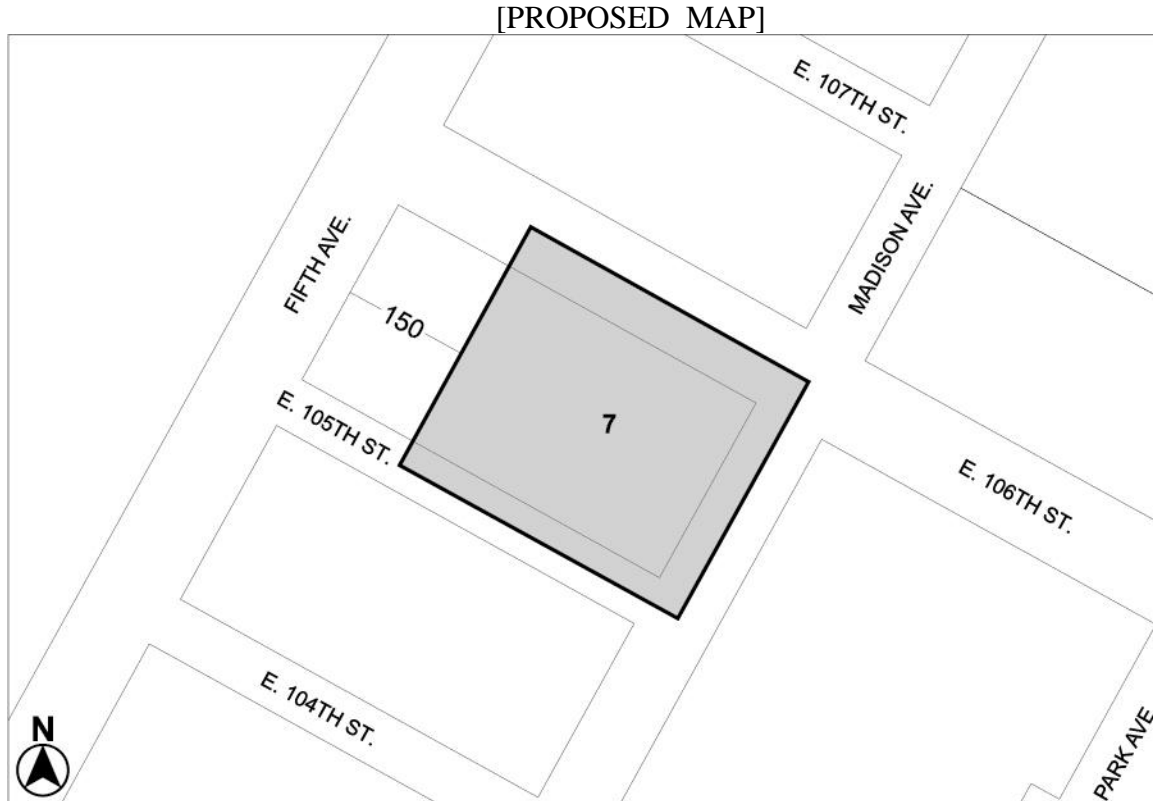 [PROPOSED MAP]
E. 107TH ST.
MADISON AVE.
FIFTH AVE.
150
E. 105TH ST.
7
E. 106TH ST.
E. 104TH ST.
PARK AVE
N